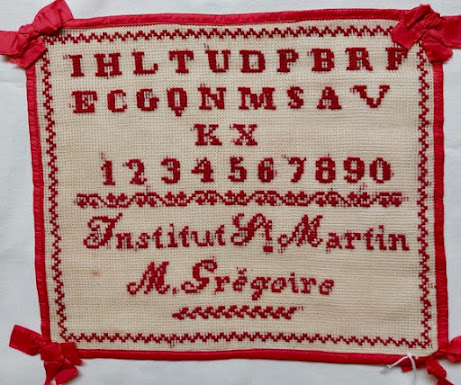 IHLTUDPBRF
ECGQNMSAV
KX
1234567890
Institut St Martin
M. Grégoire